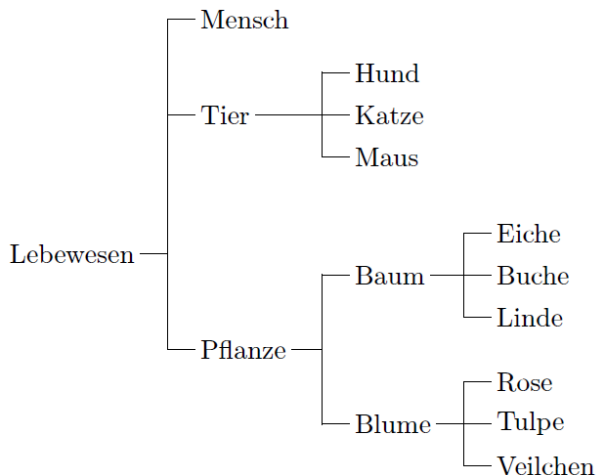 Mensch
Hund
Tier
Katze
Maus
Lebewesen
Eiche
Baum
Buche
Linde
Pflanze
Rose
Blume
Tulpe
Veilchen